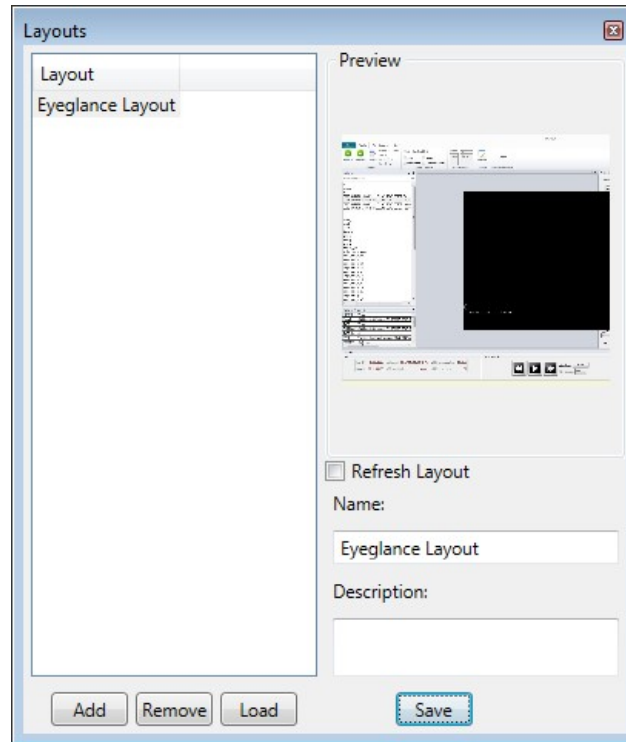 Layouts
Layout
Eyeglance Layout
Preview
Refresh Layout
Name:
Eyeglance Layout
Description:
Add
Remove
Load
Save